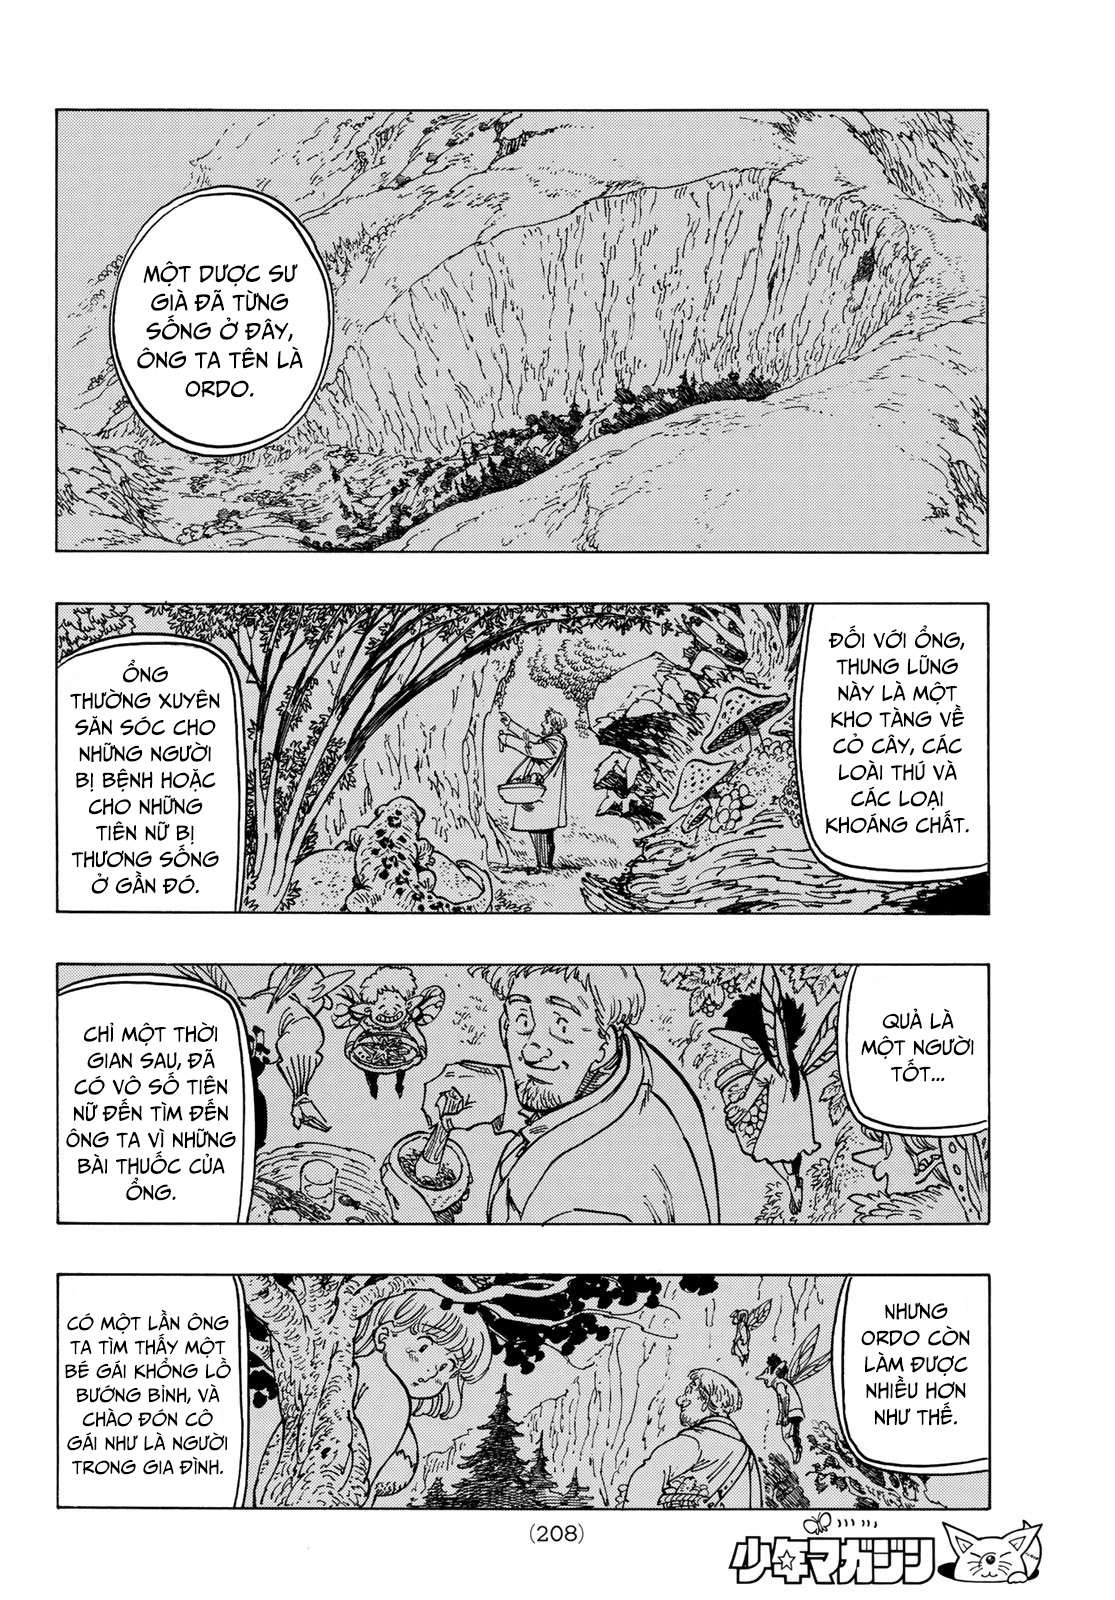 MỘT DƯỢC SƯ
GIÀ ĐÃ TỪNG
SỐNG Ở ĐÂY,
ÔNG TA TÊN LÀ
ORDO.
ĐỐI VỚI ỔNG,
THUNG LŨNG
NÀY LÀ MỘT
KHO TÀNG VỀ
CỎ CÂY, CÁC
LOÀI THÚ VÀ
CÁC LOẠI
KHOÁNG CHẤT.
ỔNG
THƯỜNG XUYÊN
SĂN SÓC CHO
NHỮNG NGƯỜI
BỊ BỆNH HOẶC
CHO NHỮNG
TIÊN NỮ BỊ
THƯƠNG SỐNG
Ở GẦN ĐÓ.
QUẢ LÀ
MỘT NGƯỜI
TỐT...
CHỈ MỘT THỜI
GIAN SAU, ĐÃ
CÓ VÔ SỐ TIÊN
NỮ ĐẾN TÌM ĐẾN
ÔNG TA VÌ NHỮNG
BÀI THUỐC CỦA
ỔNG.
NHƯNG
ORDO CÒN
LÀM ĐƯỢC
NHIỀU HƠN
NHƯ THẾ.
CÓ MỘT LẦN ÔNG
TA TÌM THẤY MỘT
BÉ GÁI KHỔNG LỒ
BƯỚNG BỈNH, VÀ
CHÀO ĐÓN CÔ
GÁI NHƯ LÀ NGƯỜI
TRONG GIA ĐÌNH.
(208)
少年マガジン